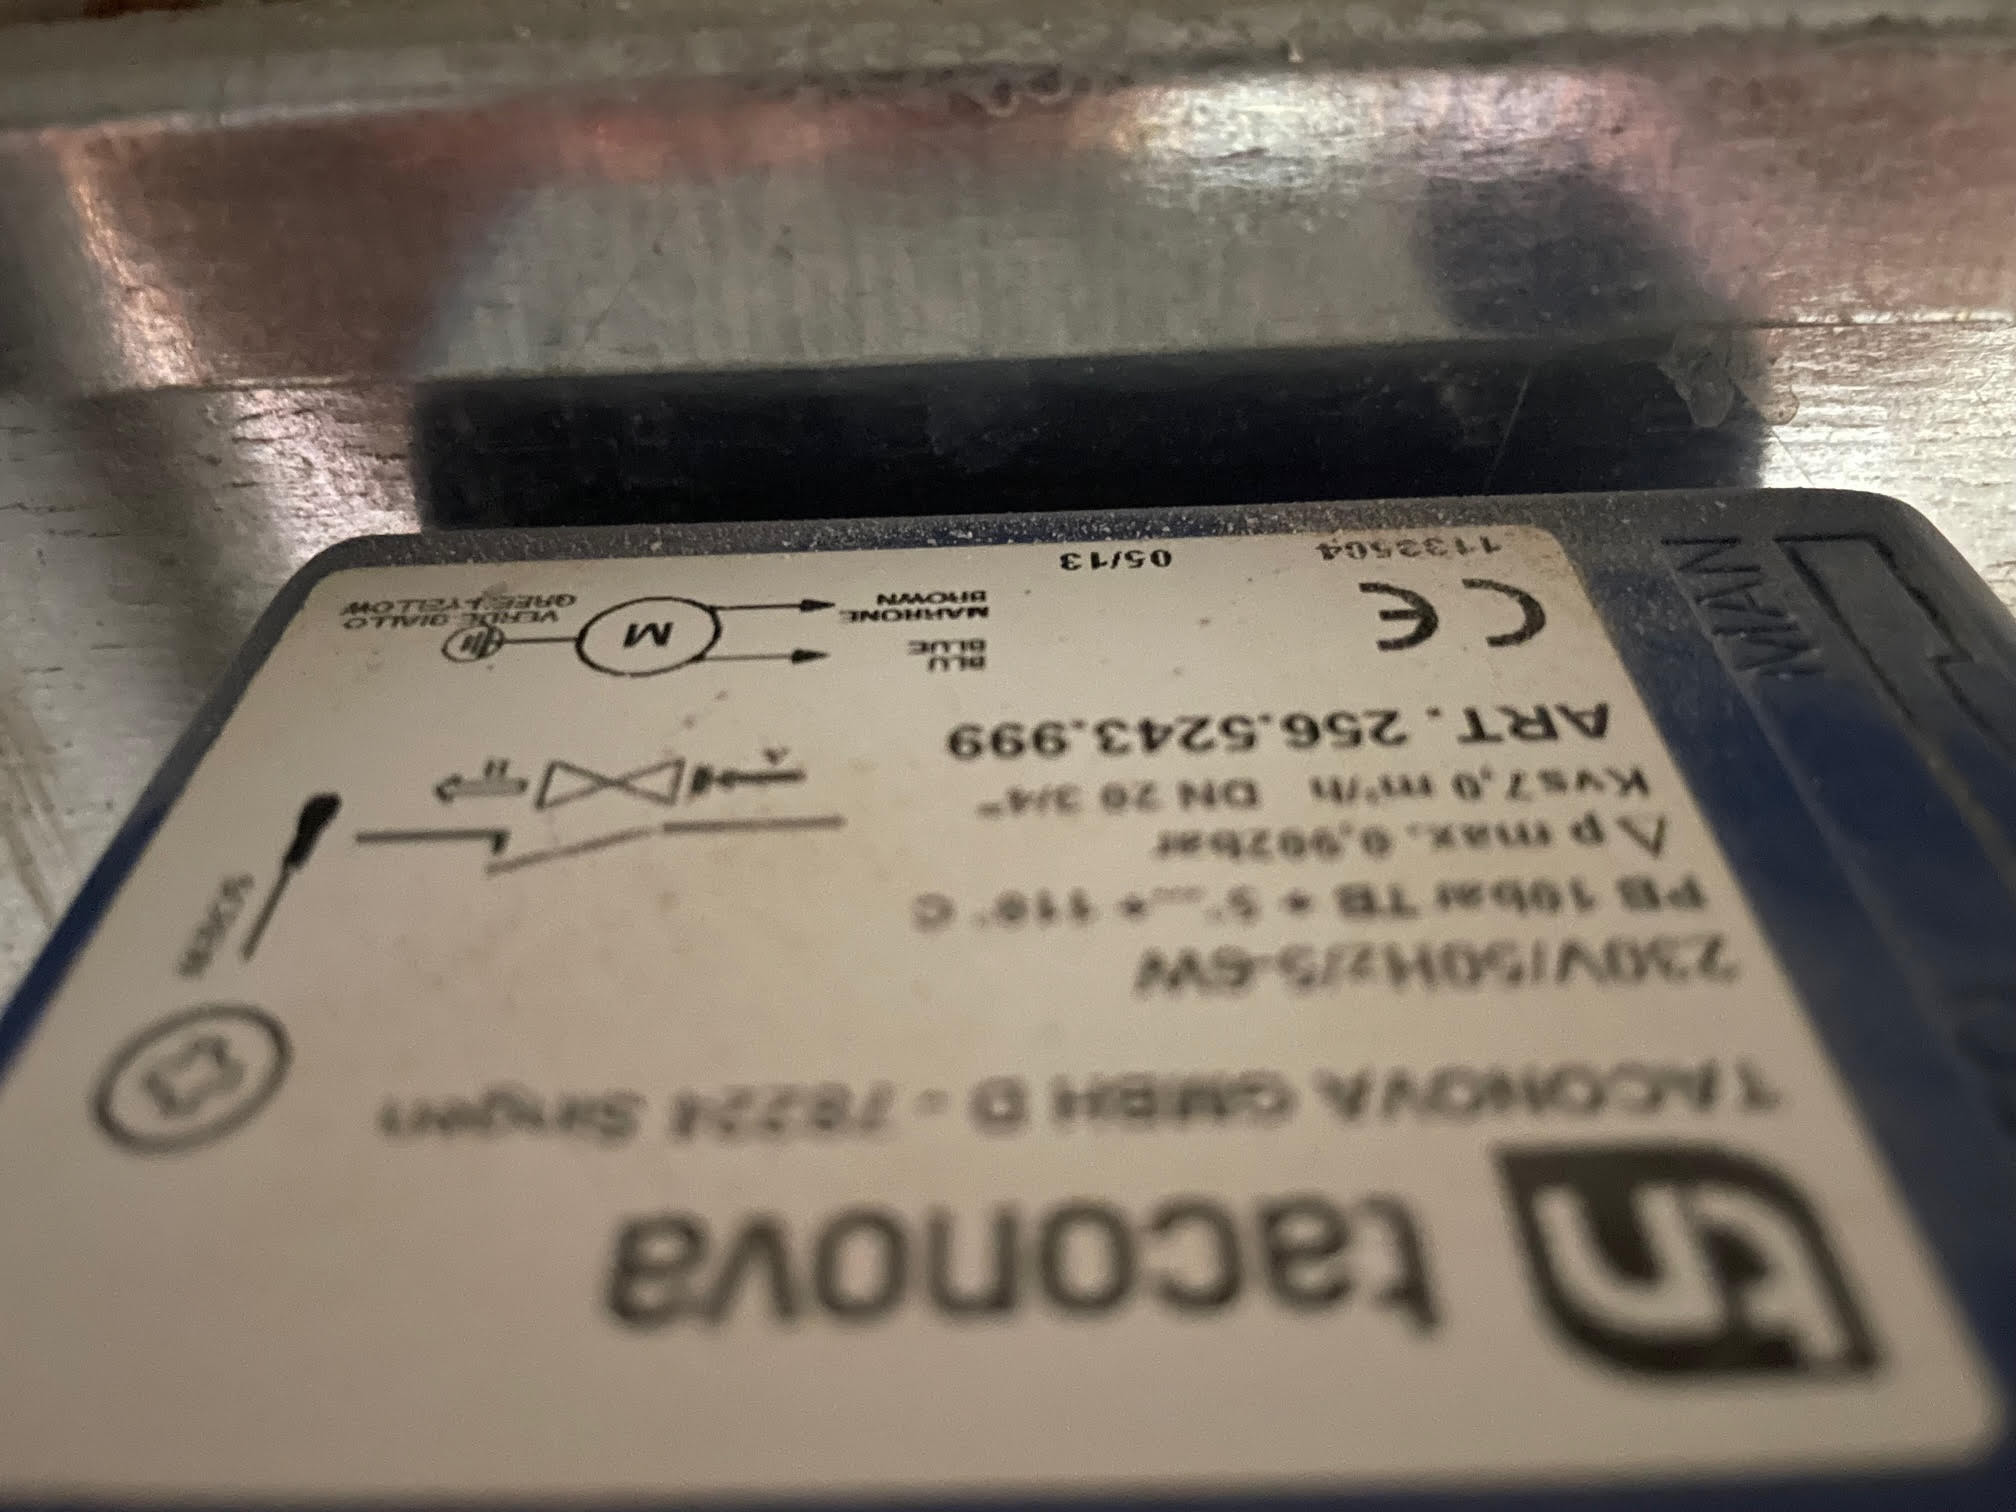 taconova
TACONOVA GMBH D - 78224 Singen
230V/50Hz/5-6W
PB 10bar TB + 5°...+ 110° C
Δp max. 0,902bar
Kvs7,0 m³/h DN 20 3/4"
ART. 256.5243.999
CE
1133504
05/13
A
B
BLU
BLUE
MARRONE
BROWN
M
VERDE GIALLO
GREEN-YELLOW
MAN